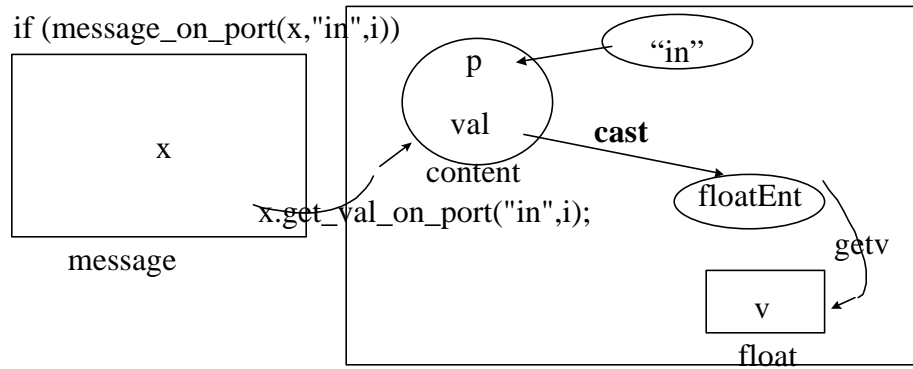 if (message_on_port(x,"in",i))
“in”
p
x
val
cast
content
floatEnt
x.get_val_on_port("in",i);
getv
message
v
float